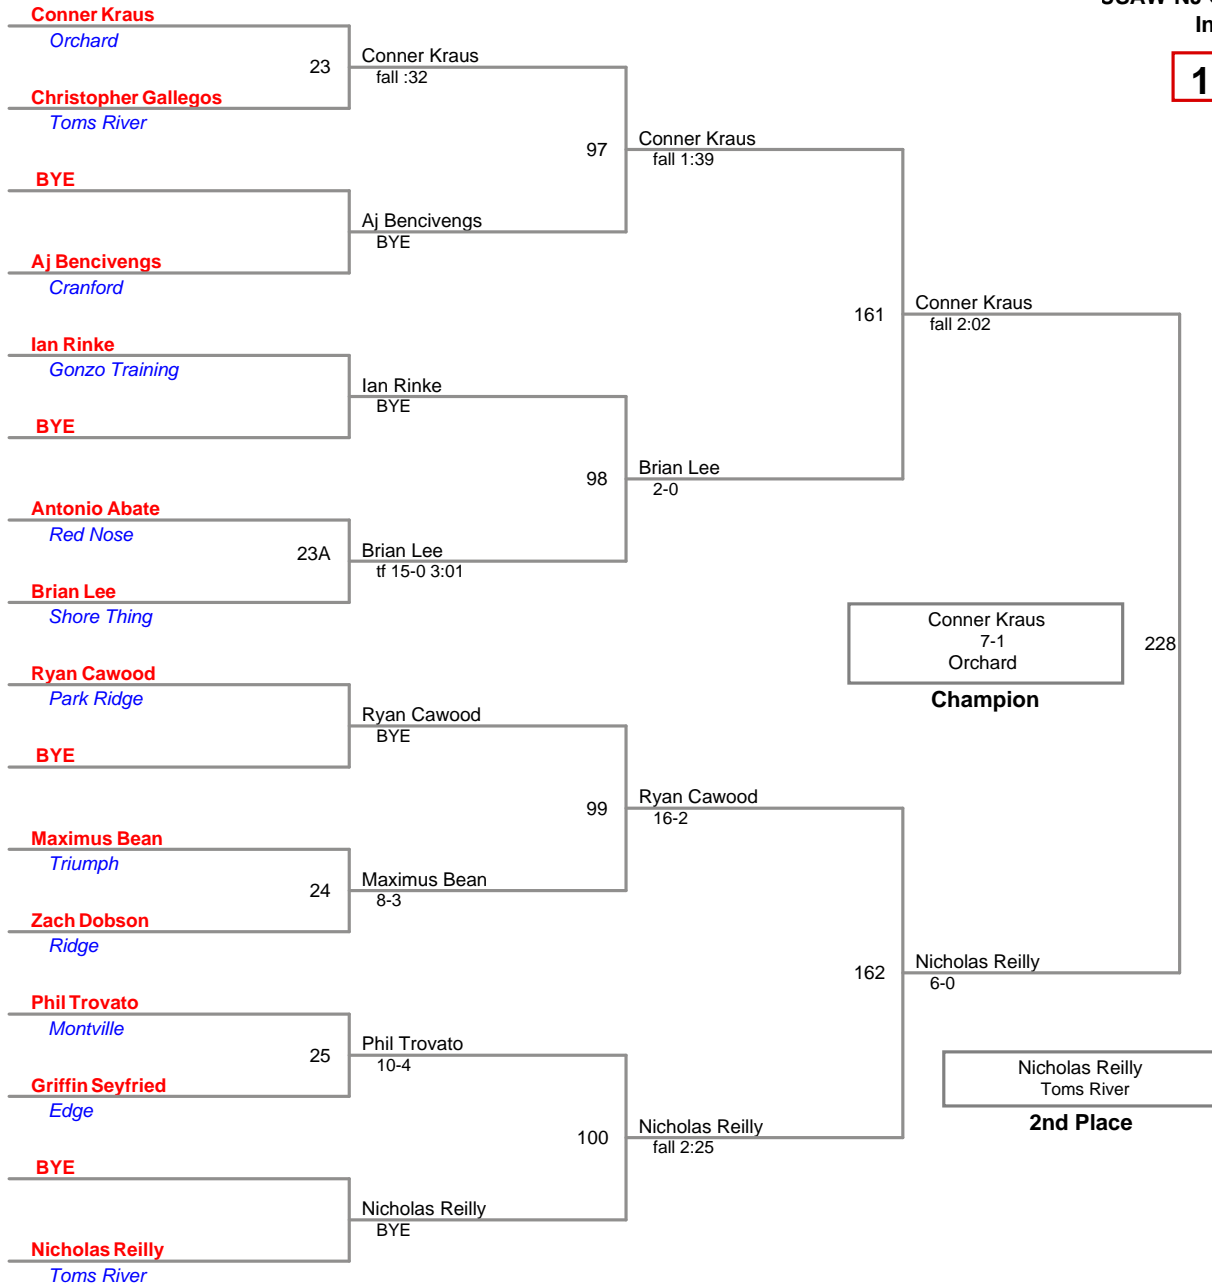 Conner Kraus
Orchard
23
Christopher Gallegos
Toms River
BYE
Aj Bencivengs
Cranford
Ian Rinke
Gonzo Training
BYE
Antonio Abate
Red Nose
23A
Brian Lee
Shore Thing
Ryan Cawood
Park Ridge
BYE
Maximus Bean
Triumph
24
Zach Dobson
Ridge
Phil Trovato
Montville
25
Griffin Seyfried
Edge
BYE
Nicholas Reilly
Toms River
Conner Kraus
fall :32
97
Aj Bencivengs
BYE
Ian Rinke
BYE
98
Brian Lee
tf 15-0 3:01
Ryan Cawood
BYE
99
Maximus Bean
8-3
Phil Trovato
10-4
100
Nicholas Reilly
BYE
Conner Kraus
fall 1:39
161
Brian Lee
2-0
Ryan Cawood
16-2
162
Nicholas Reilly
fall 2:25
Conner Kraus
fall 2:02
228
Nicholas Reilly
6-0
Conner Kraus
7-1
Orchard
Champion
Nicholas Reilly
Toms River
2nd Place
In
1